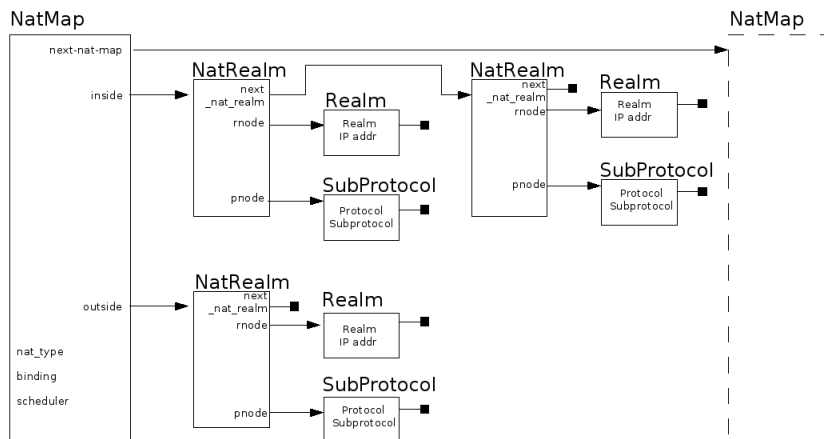 NatMap
NatMap
next-nat-map
NatRealm
NatRealm
inside
next
_nat_realm
rnode
pnode
Realm
Realm
IP addr
SubProtocol
Protocol
Subprotocol
next
_nat_realm
rnode
pnode
Realm
Realm
IP addr
SubProtocol
Protocol
Subprotocol
outside
NatRealm
next
_nat_realm
rnode
pnode
Realm
Realm
IP addr
SubProtocol
Protocol
Subprotocol
nat_type
binding
scheduler